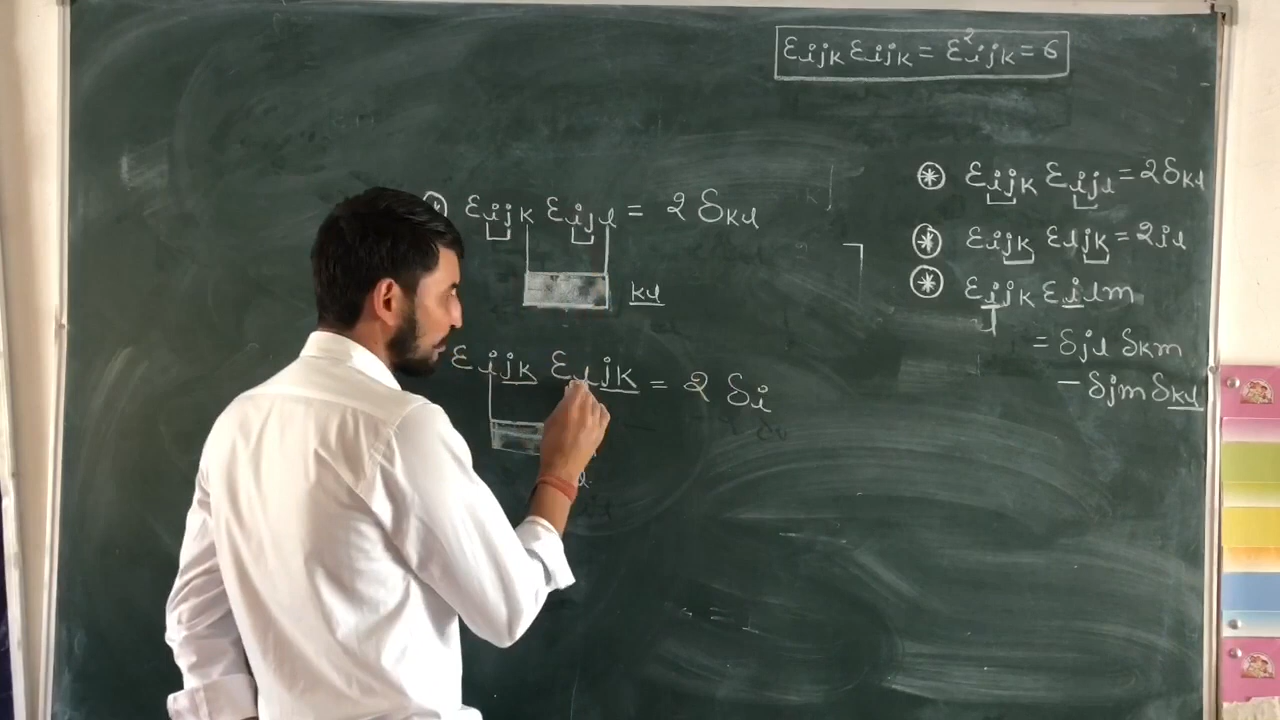 εijk εijk = ε²ijk = 6
εijk εijl = 2 δkl
kl
εijk εljk = 2 δi
l
⊛ εijk εijl = 2δkl
⊛ εijk εljk = 2il
⊛ εijk εilm
= δjl δkm
- δjm δkl